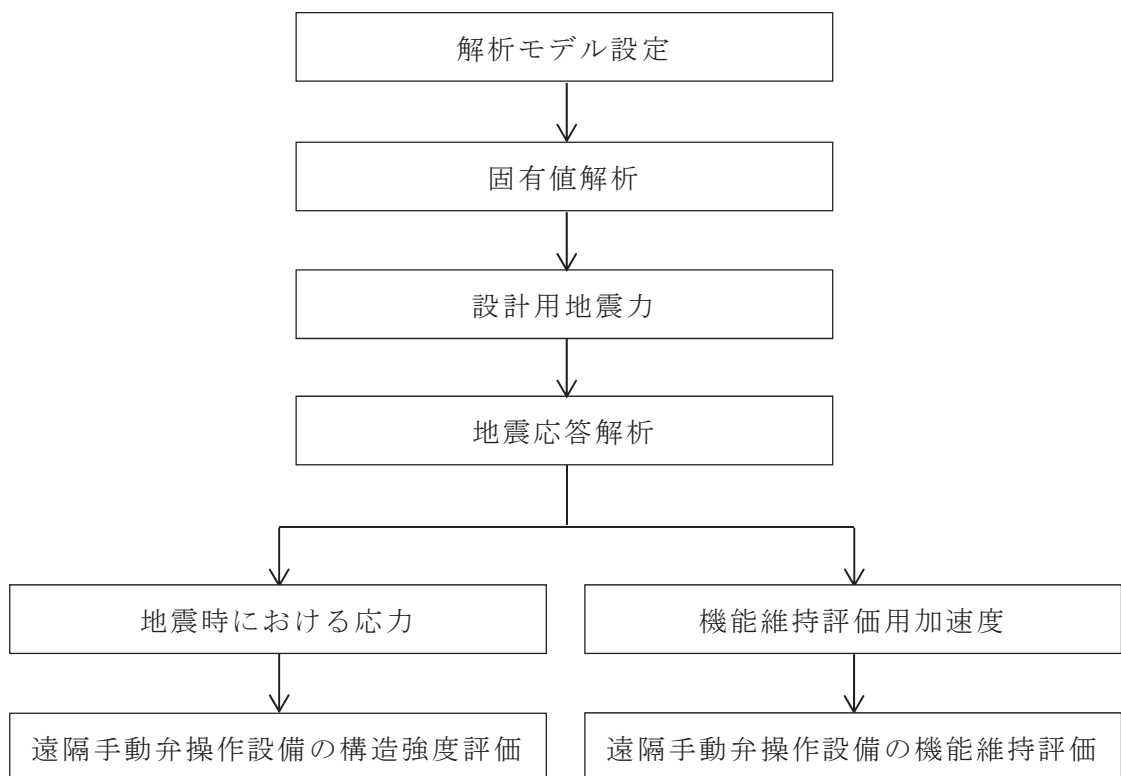 解析モデル設定
固有値解析
設計用地震力
地震応答解析
地震時における応力
機能維持評価用加速度
遠隔手動弁操作設備の構造強度評価
遠隔手動弁操作設備の機能維持評価